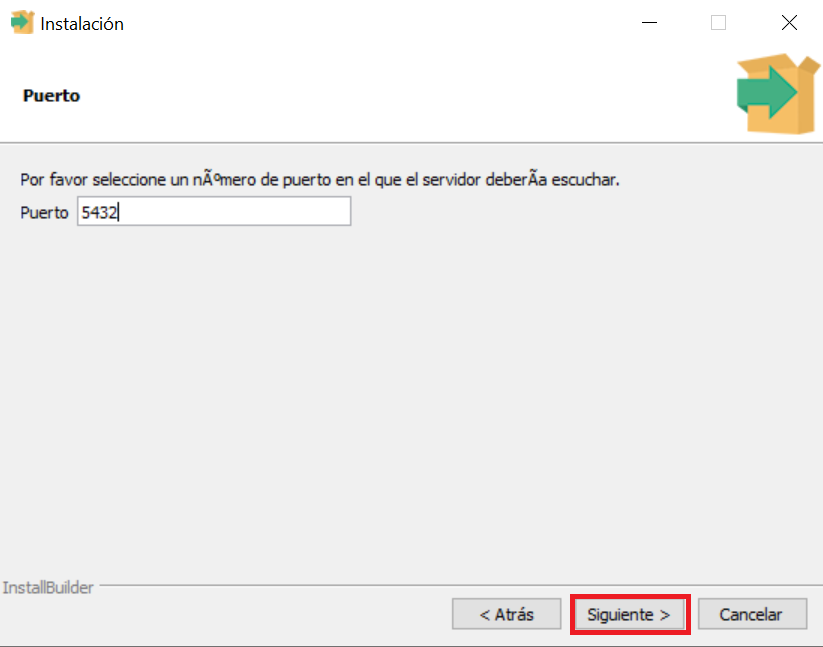 Instalación
Puerto
Por favor seleccione un nÃºmero de puerto en el que el servidor deberÃa escuchar.
Puerto 5432
InstallBuilder
< Atrás Siguiente > Cancelar